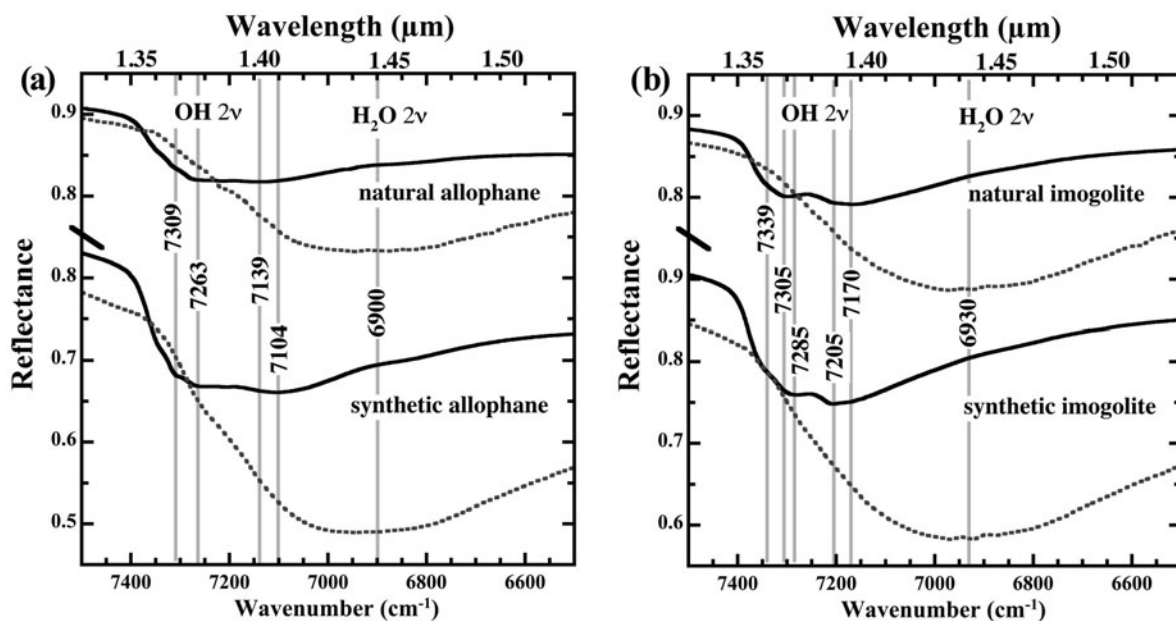 Wavelength (µm)
1.35 1.40 1.45 1.50
(a)
OH 2ν H₂O 2ν
0.9
natural allophane
0.8
7309
7263
7139
7104
6900
0.8
Reflectance
0.7
synthetic allophane
0.6
0.5
7400 7200 7000 6800 6600
Wavenumber (cm⁻¹)
Wavelength (µm)
1.35 1.40 1.45 1.50
(b)
OH 2ν H₂O 2ν
0.9
natural imogolite
0.8
7339
7305
7285
7205
7170
6930
0.9
Reflectance
0.8
synthetic imogolite
0.7
0.6
7400 7200 7000 6800 6600
Wavenumber (cm⁻¹)